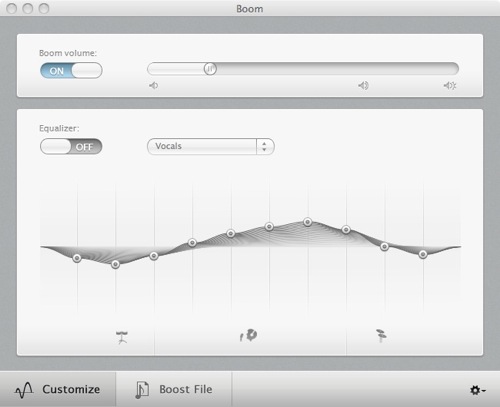 Boom
Boom volume:
ON
Equalizer:
OFF
Vocals
Customize
Boost File